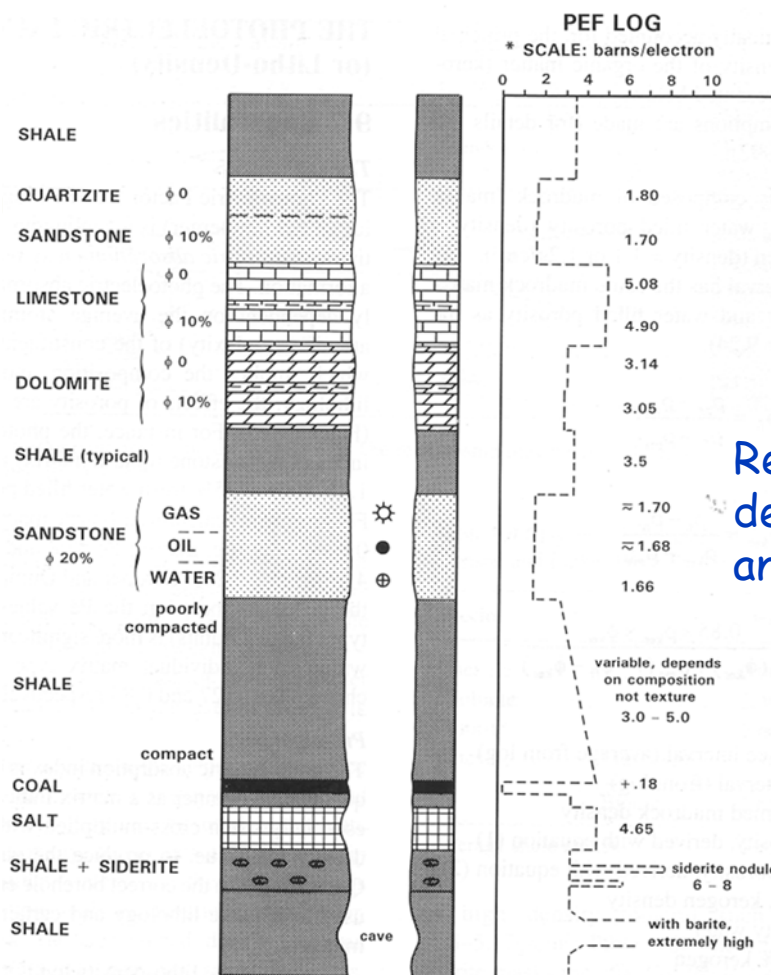 PEF LOG
* SCALE: barns/electron
0 2 4 6 8 10
SHALE
QUARTZITE ϕ 0
1.80
SANDSTONE ϕ 10%
1.70
ϕ 0
5.08
LIMESTONE
ϕ 10%
4.90
ϕ 0
3.14
DOLOMITE
ϕ 10%
3.05
SHALE (typical)
3.5
GAS
≈ 1.70
SANDSTONE
ϕ 20%
OIL
≈ 1.68
WATER
1.66
poorly
compacted
SHALE
variable, depends
on composition
not texture
3.0 – 5.0
compact
COAL
+.18
SALT
4.65
SHALE + SIDERITE
siderite nodule
6 – 8
SHALE
cave
with barite,
extremely high
Re
de
an